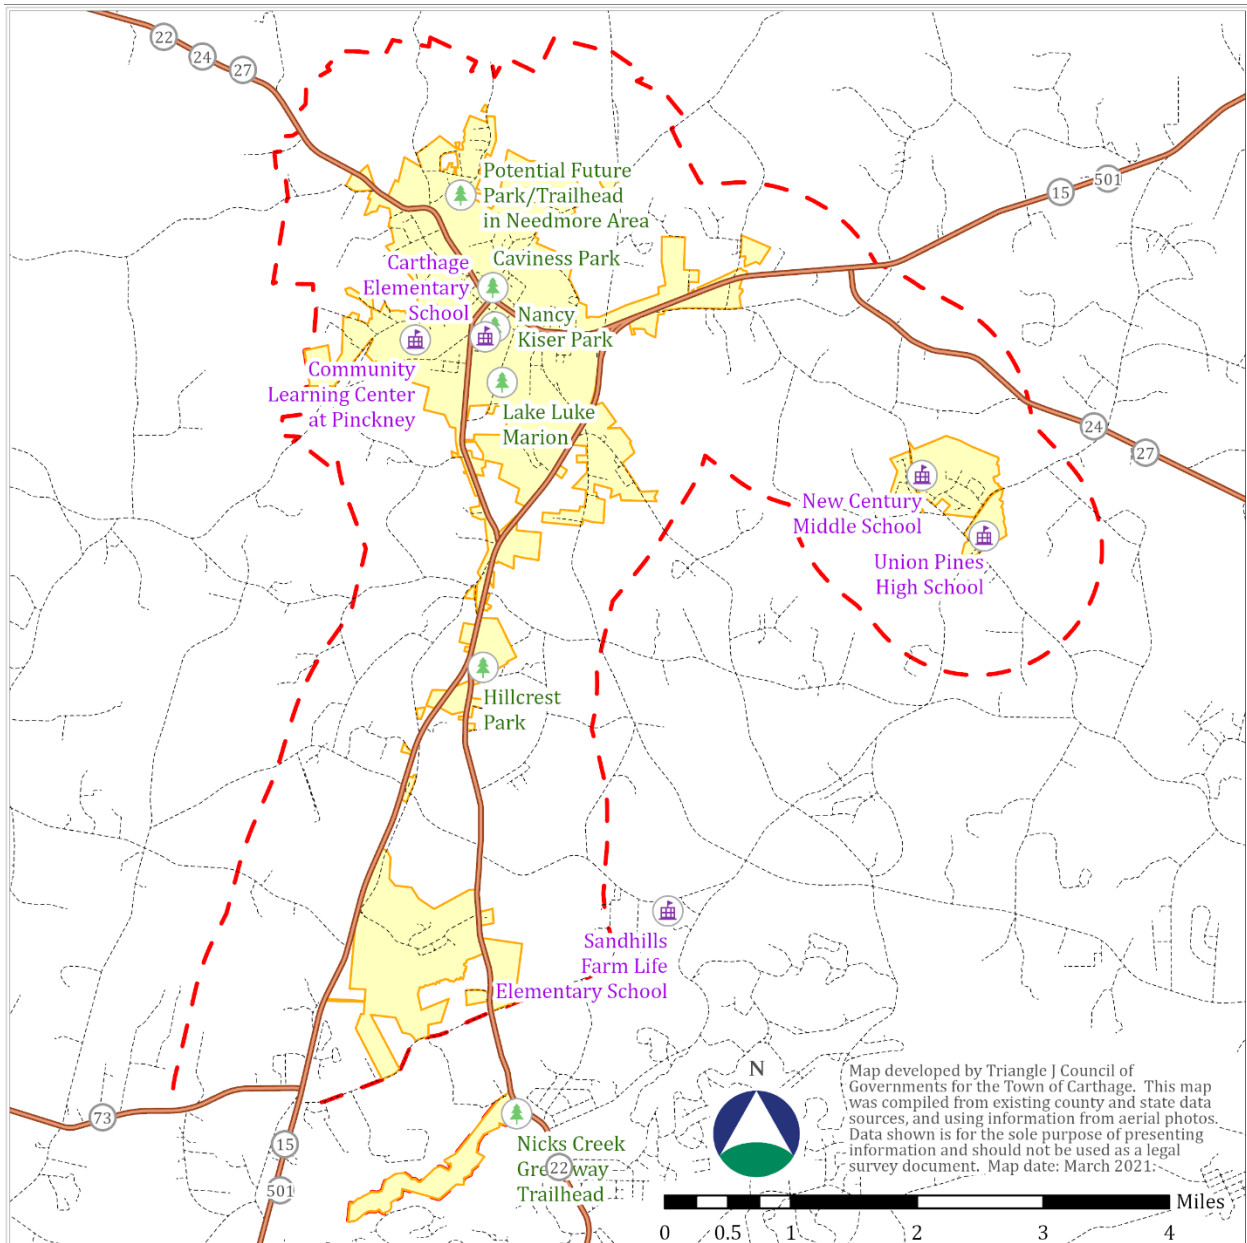 22
24
27
Potential Future
Park/Trailhead
in Needmore Area
15
501
Caviness Park
Carthage
Elementary
School
Nancy
Kiser Park
Community
Learning Center
at Pinckney
Lake Luke
Marion
24
27
New Century
Middle School
Union Pines
High School
Hillcrest
Park
Sandhills
Farm Life
Elementary School
73
15
501
Nicks Creek
Greenway
Trailhead
22
N
Map developed by Triangle J Council of
Governments for the Town of Carthage. This map
was compiled from existing county and state data
sources, and using information from aerial photos.
Data shown is for the sole purpose of presenting
information and should not be used as a legal
survey document. Map date: March 2021.
Miles
0 0.5 1 2 3 4